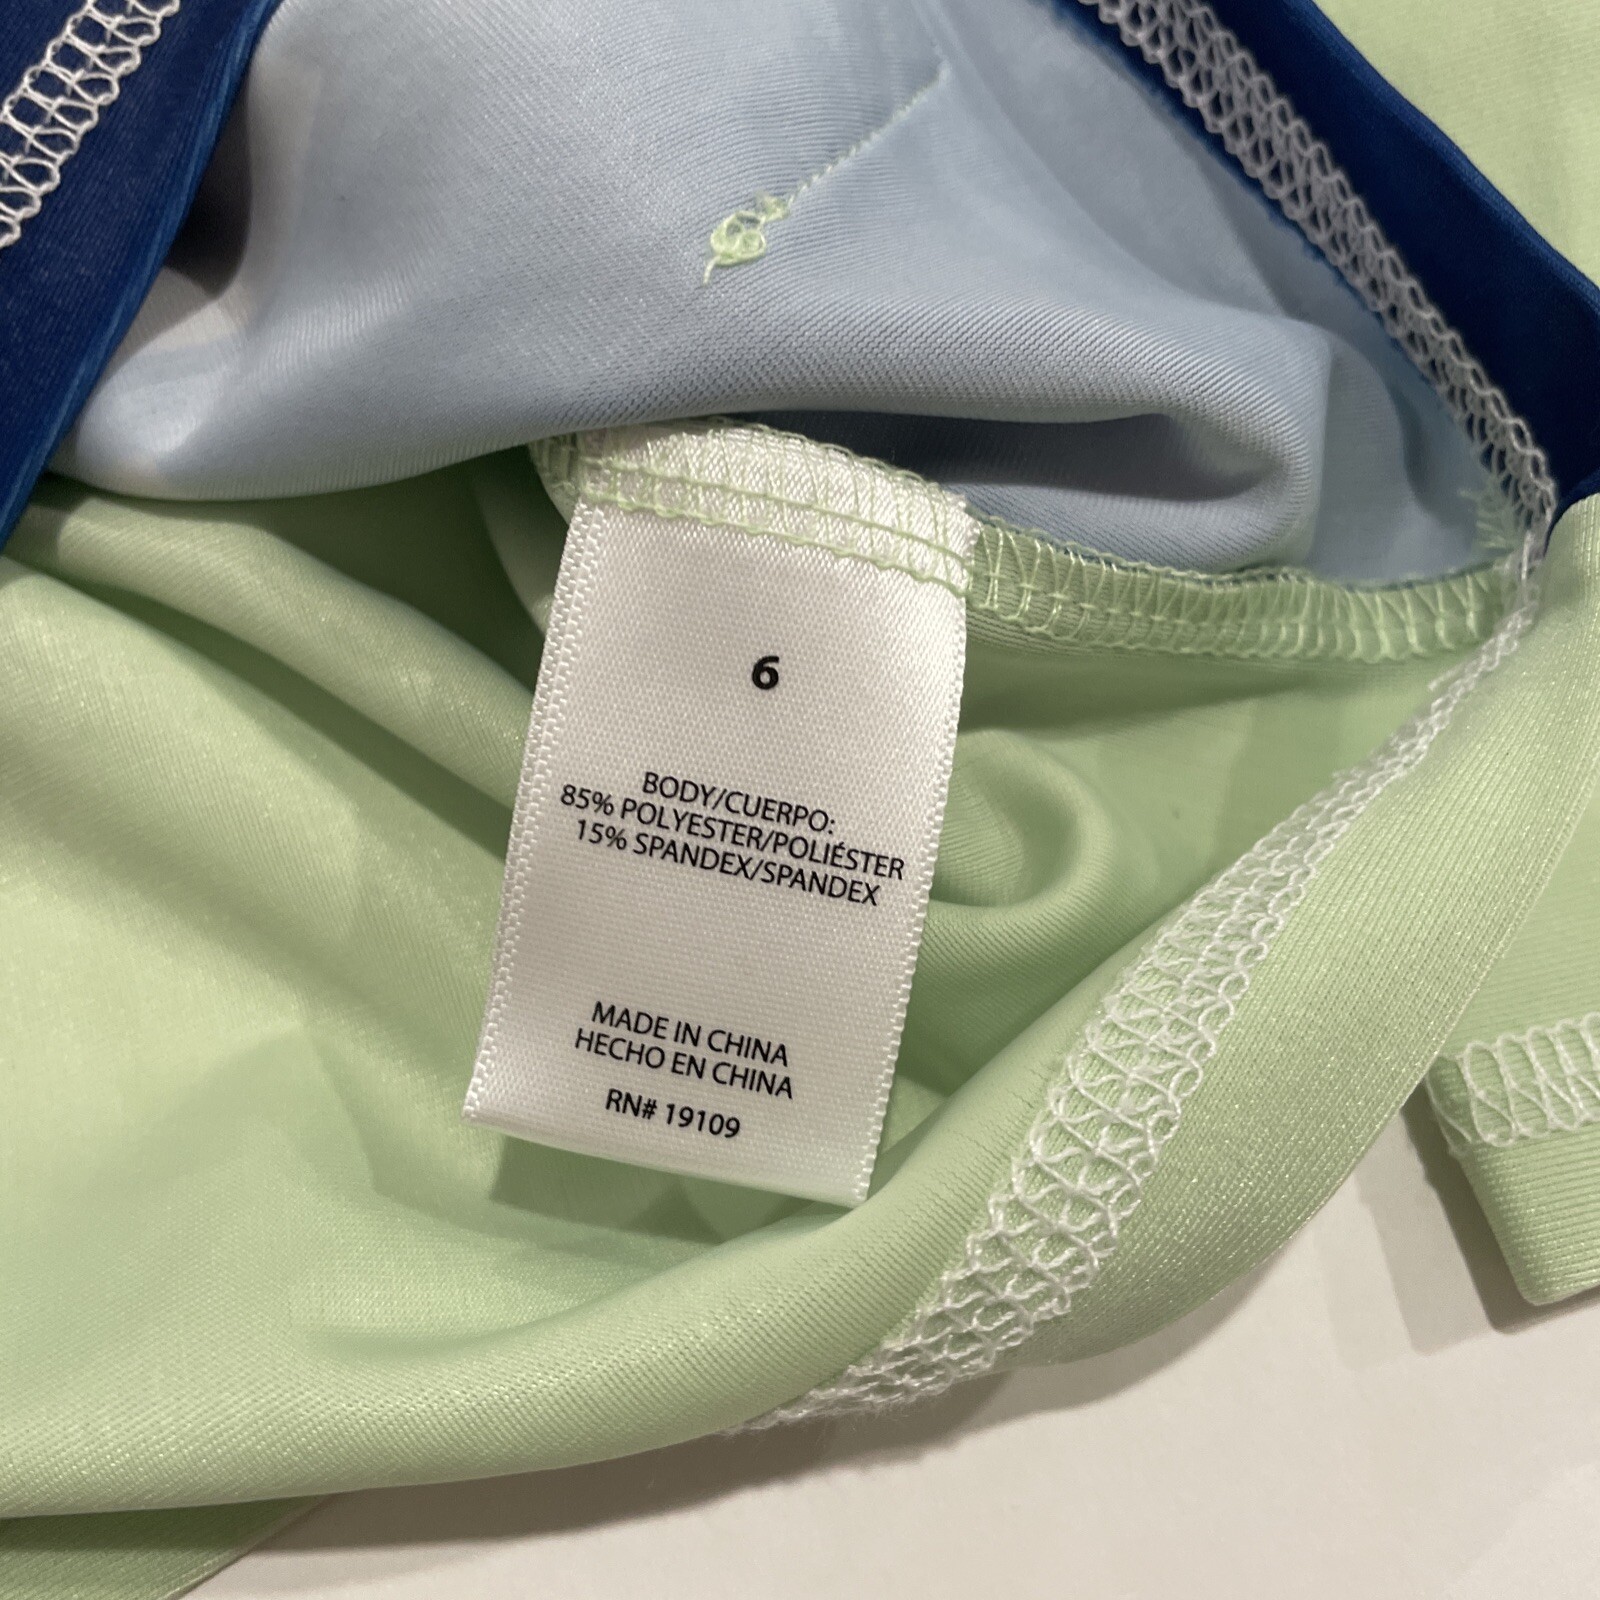 6
BODY/CUERPO:
85% POLYESTER/POLIÉSTER
15% SPANDEX/SPANDEX
MADE IN CHINA
HECHO EN CHINA
RN# 19109